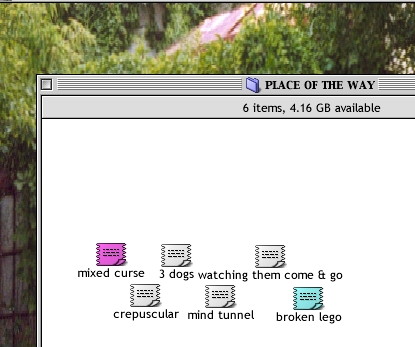 PLACE OF THE WAY
6 items, 4.16 GB available
mixed curse
3 dogs
watching them come & go
crepuscular
mind tunnel
broken lego